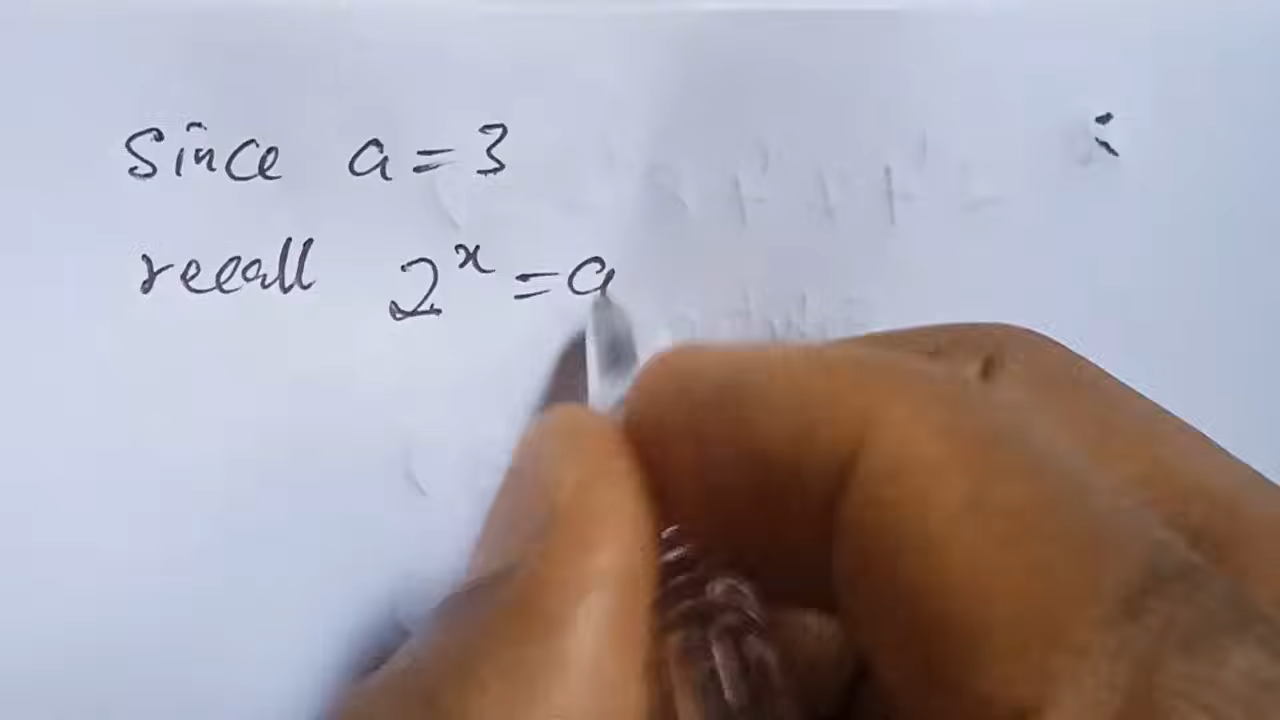 Since a = 3
recall 2^x = a